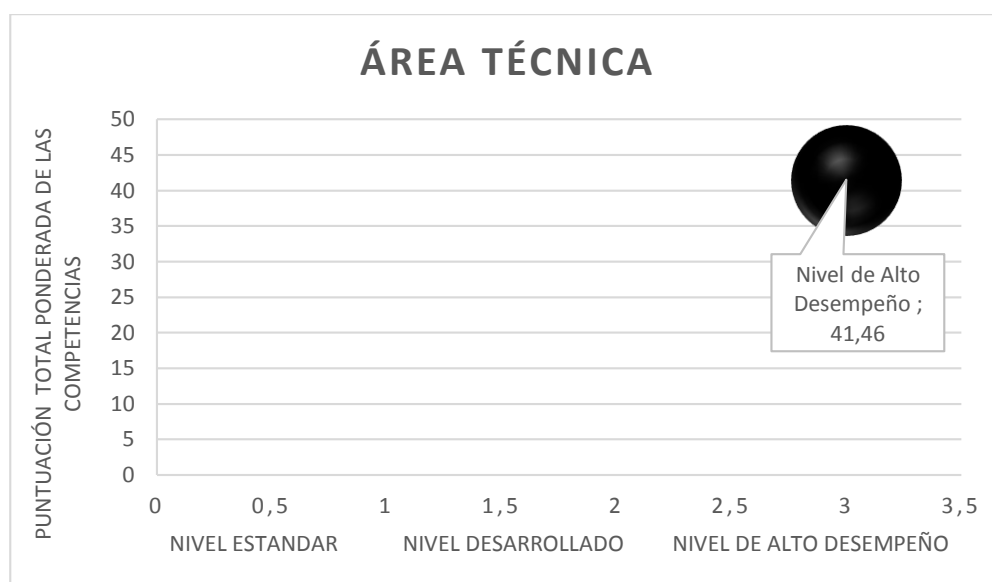 ÁREA TÉCNICA
PUNTUACIÓN TOTAL PONDERADA DE LAS
COMPETENCIAS
50
45
40
35
30
25
20
15
10
5
0
Nivel de Alto
Desempeño ;
41,46
0 0,5 1 1,5 2 2,5 3 3,5
NIVEL ESTANDAR NIVEL DESARROLLADO NIVEL DE ALTO DESEMPEÑO